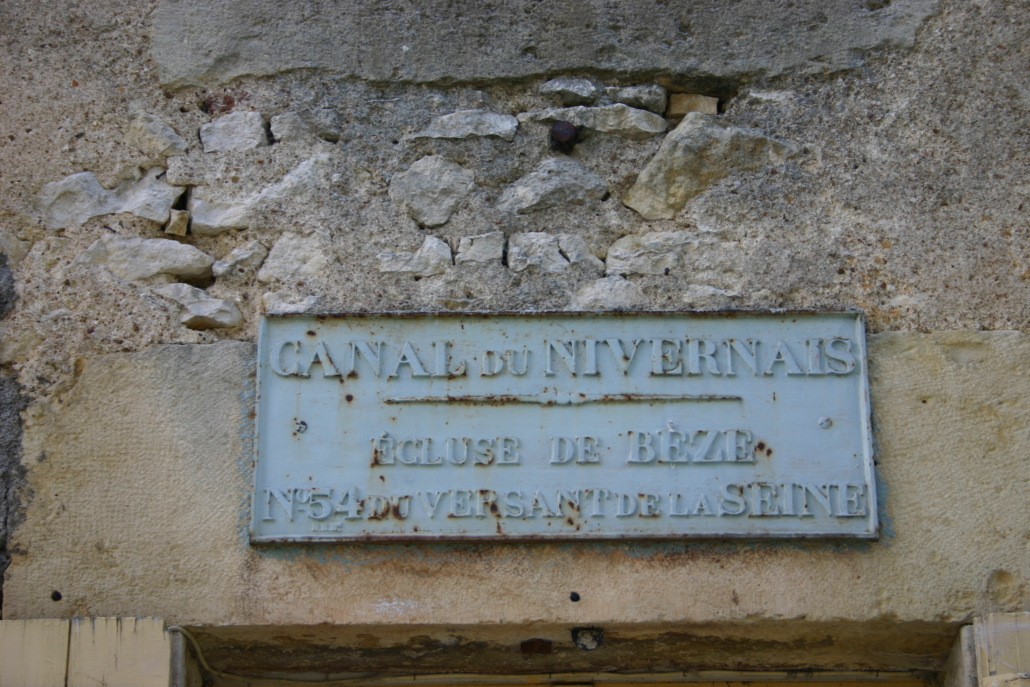 CANAL DU NIVERNAIS
ÉCLUSE DE BÈZE
No. 54 DU VERSANT DE LA SEINE